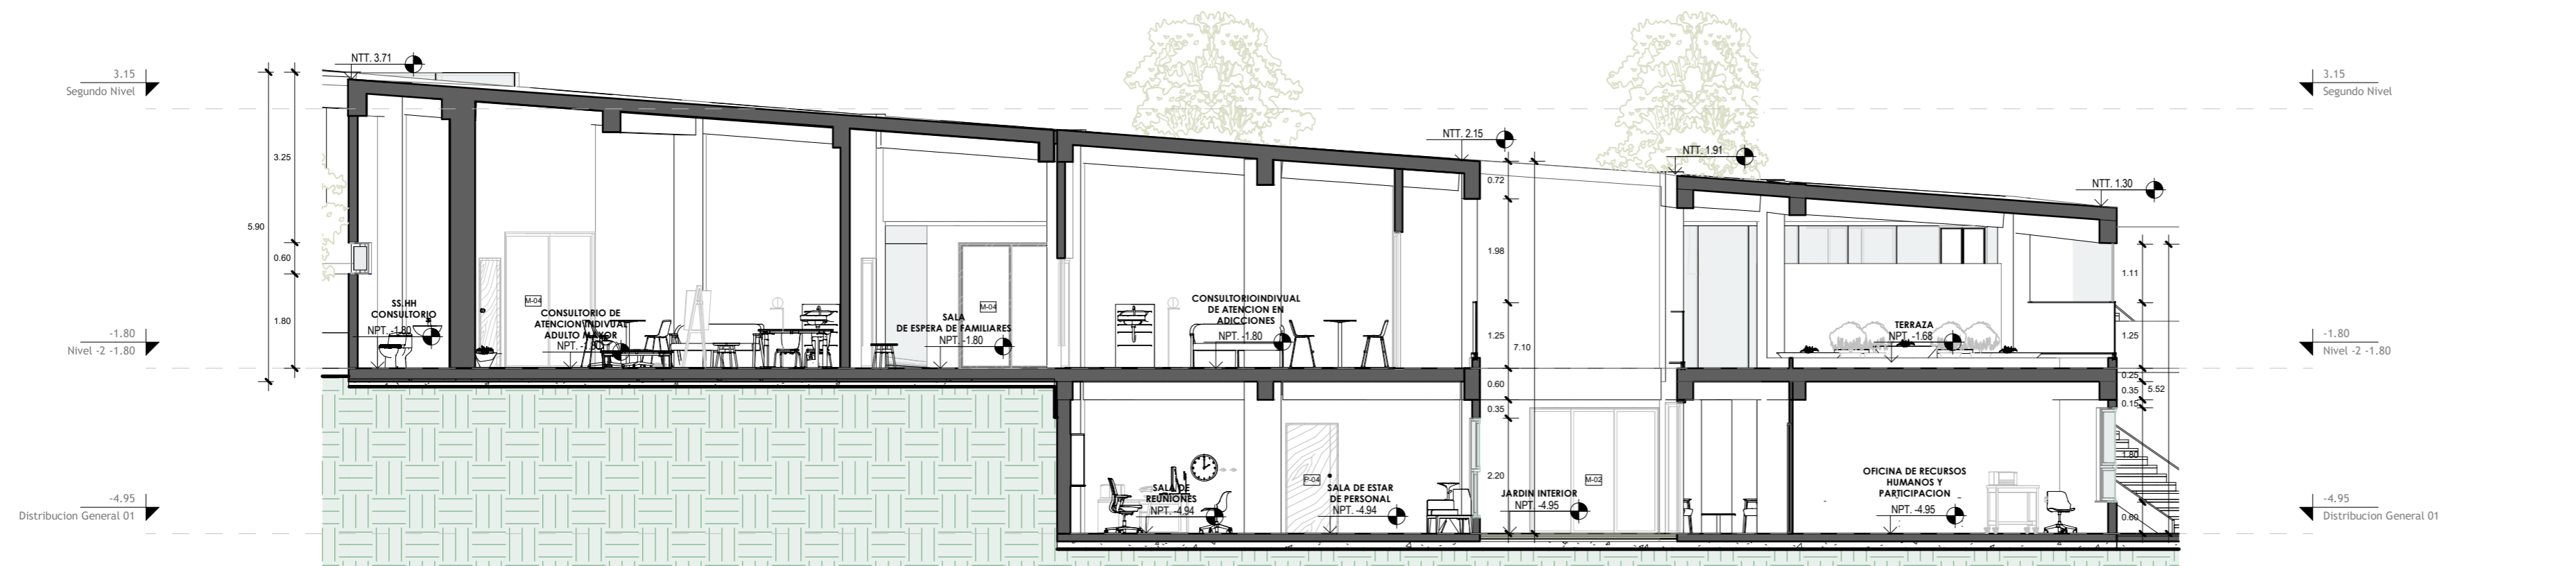 3.15
Segundo Nivel
-1.80
Nivel -2 -1.80
-4.95
Distribucion General 01
5.90
3.25
0.60
1.80
NTT. 3.71
SS.HH
CONSULTORIO
NPT. -1.80
M-04
CONSULTORIO DE
ATENCION INDIVUAL
ADULTO MAYOR
NPT. -1.80
SALA
DE ESPERA DE FAMILIARES
NPT. -1.80
M-04
CONSULTORIOINDIVUAL
DE ATENCION EN
ADICCIONES
NPT. -1.80
NTT. 2.15
0.72
1.98
1.25
7.10
0.60
0.35
2.20
SALA DE
REUNIONES
NPT. -4.94
P-04
SALA DE ESTAR
DE PERSONAL
NPT. -4.94
JARDIN INTERIOR
NPT. -4.95
M-02
NTT. 1.91
NTT. 1.30
TERRAZA
NPT. -1.68
OFICINA DE RECURSOS
HUMANOS Y
PARTICIPACION
NPT. -4.95
1.11
1.25
0.25
0.35
5.52
0.15
1.80
0.60
3.15
Segundo Nivel
-1.80
Nivel -2 -1.80
-4.95
Distribucion General 01